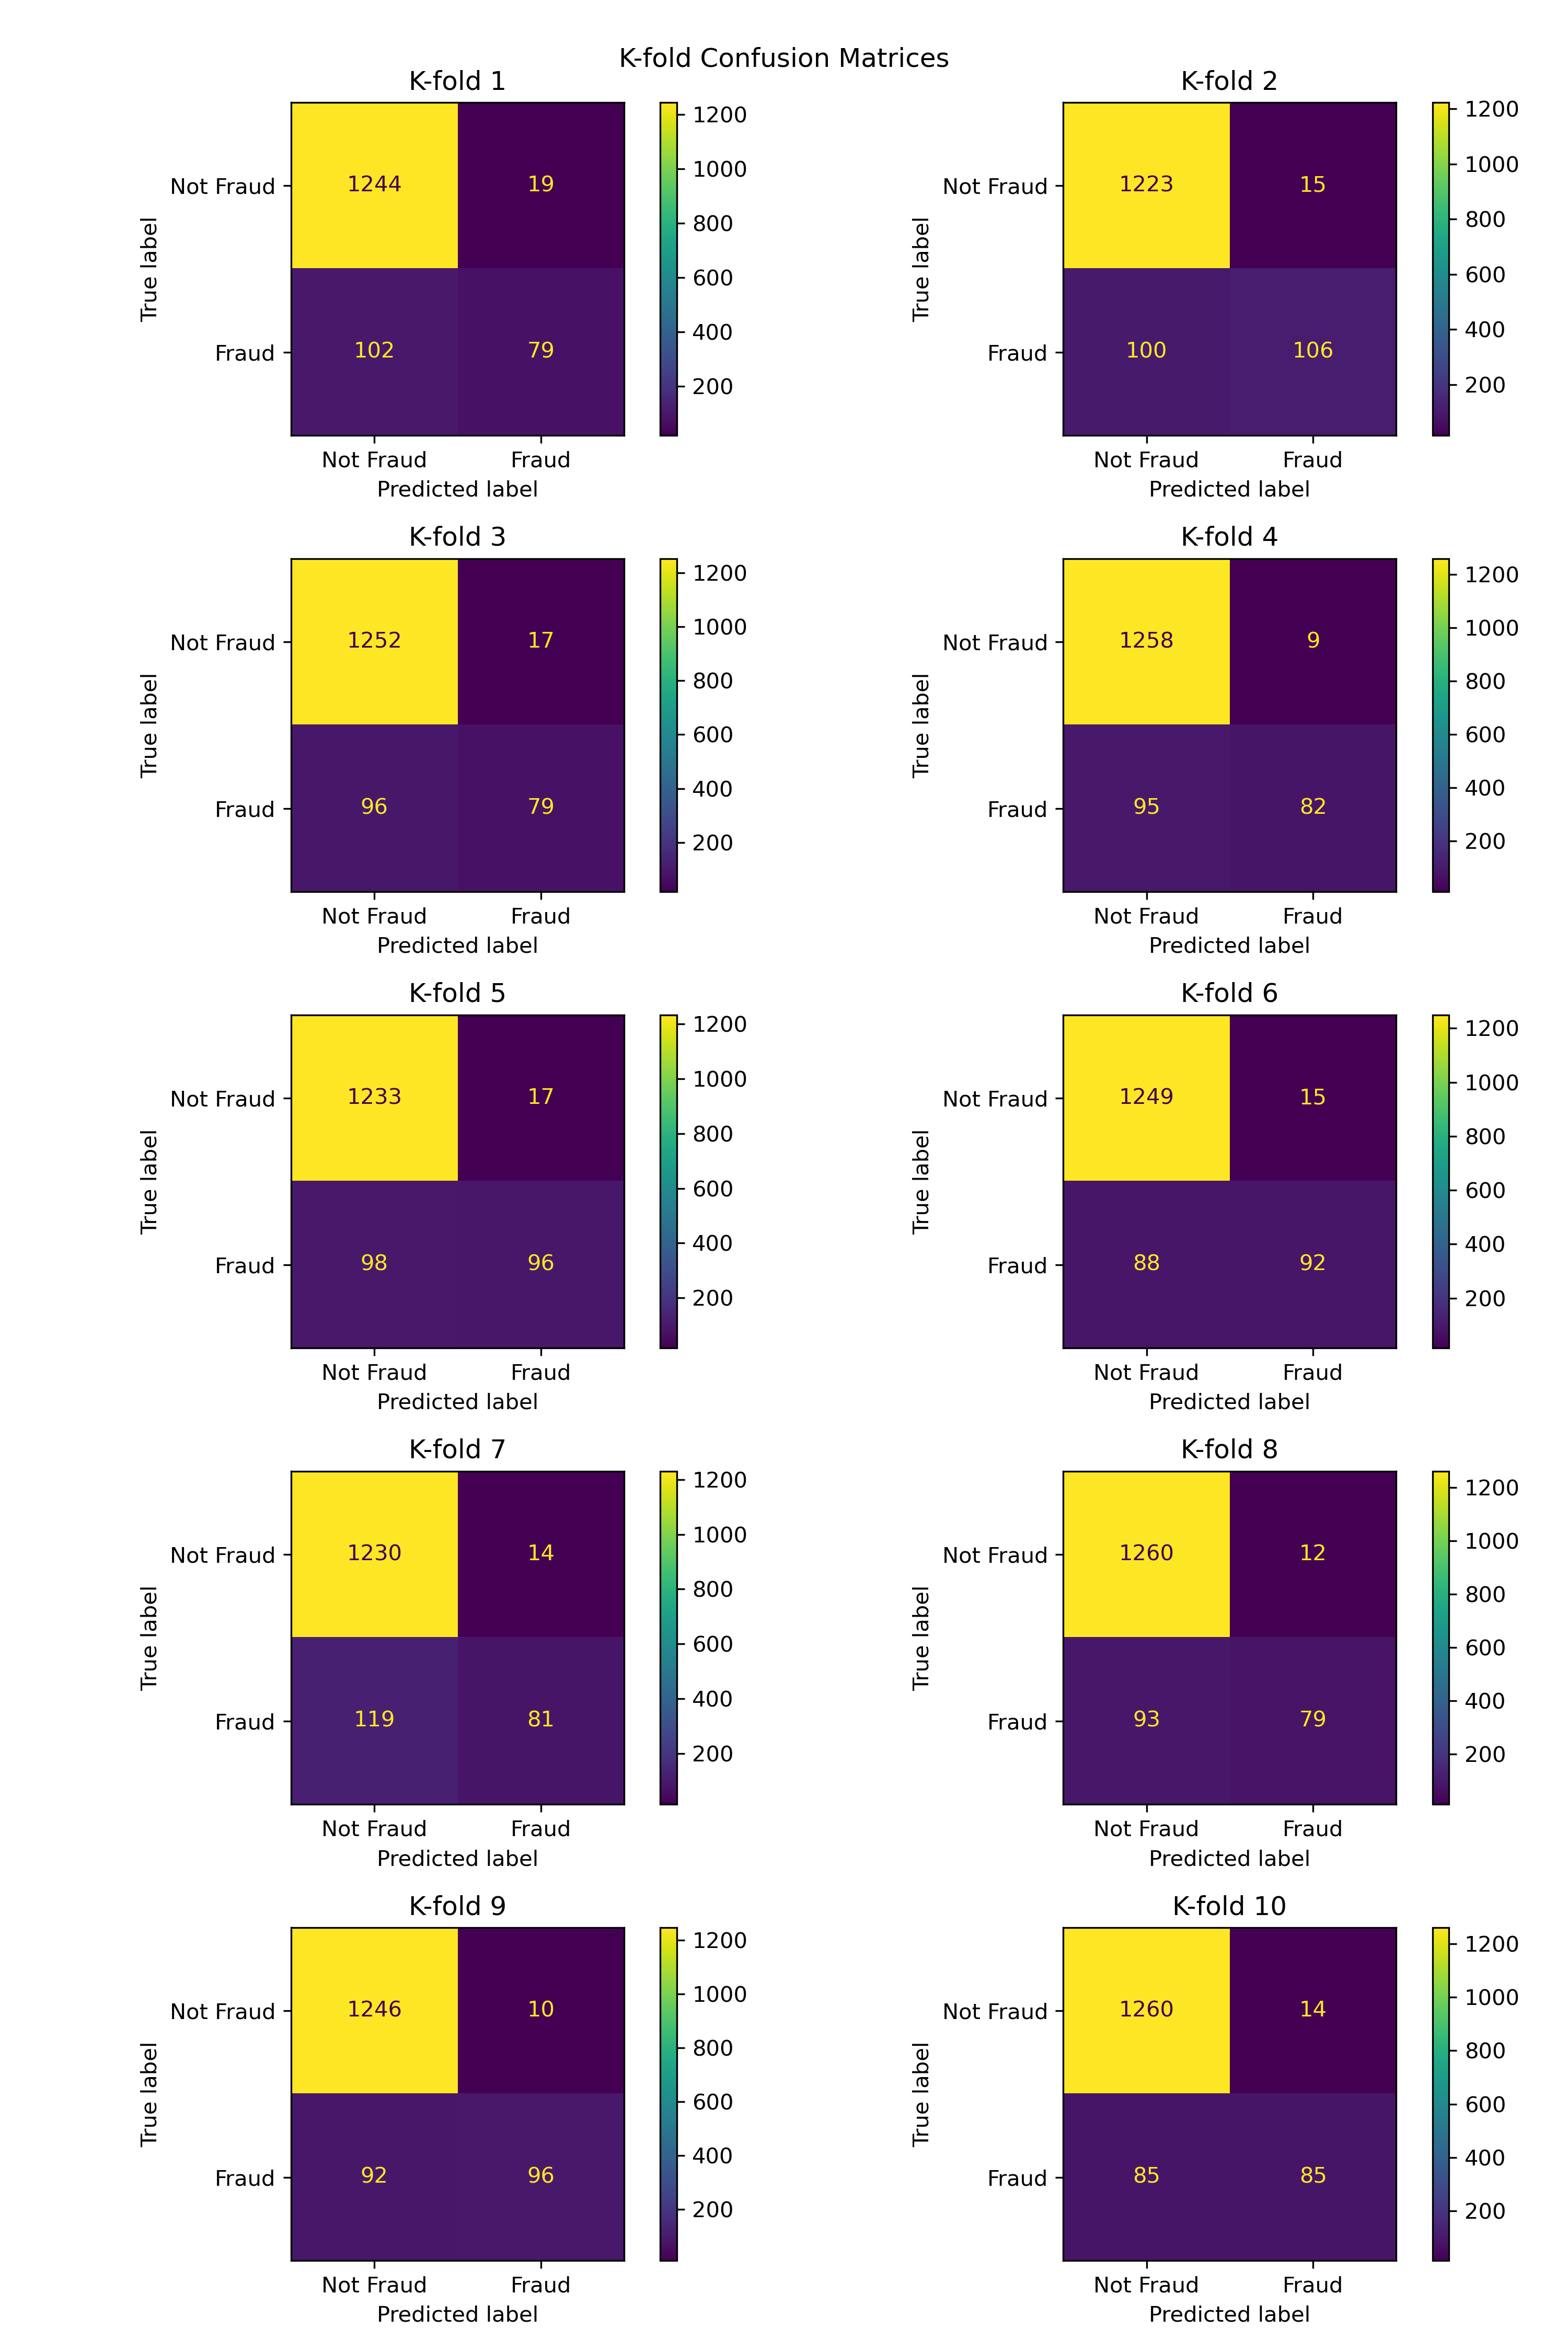 K-fold Confusion Matrices
K-fold 1
Not Fraud
Fraud
True label
1244
19
102
79
Not Fraud
Fraud
Predicted label
1200
1000
800
600
400
200
K-fold 2
Not Fraud
Fraud
True label
1223
15
100
106
Not Fraud
Fraud
Predicted label
1200
1000
800
600
400
200
K-fold 3
Not Fraud
Fraud
True label
1252
17
96
79
Not Fraud
Fraud
Predicted label
1200
1000
800
600
400
200
K-fold 4
Not Fraud
Fraud
True label
1258
9
95
82
Not Fraud
Fraud
Predicted label
1200
1000
800
600
400
200
K-fold 5
Not Fraud
Fraud
True label
1233
17
98
96
Not Fraud
Fraud
Predicted label
1200
1000
800
600
400
200
K-fold 6
Not Fraud
Fraud
True label
1249
15
88
92
Not Fraud
Fraud
Predicted label
1200
1000
800
600
400
200
K-fold 7
Not Fraud
Fraud
True label
1230
14
119
81
Not Fraud
Fraud
Predicted label
1200
1000
800
600
400
200
K-fold 8
Not Fraud
Fraud
True label
1260
12
93
79
Not Fraud
Fraud
Predicted label
1200
1000
800
600
400
200
K-fold 9
Not Fraud
Fraud
True label
1246
10
92
96
Not Fraud
Fraud
Predicted label
1200
1000
800
600
400
200
K-fold 10
Not Fraud
Fraud
True label
1260
14
85
85
Not Fraud
Fraud
Predicted label
1200
1000
800
600
400
200